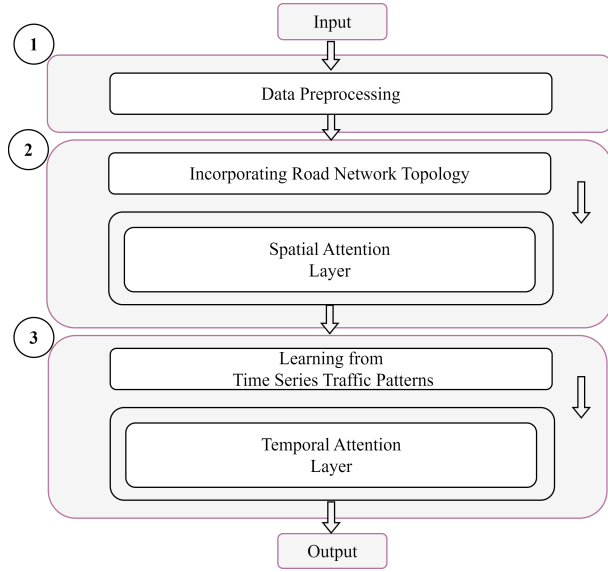 Input
1
Data Preprocessing
2
Incorporating Road Network Topology
Spatial Attention
Layer
3
Learning from
Time Series Traffic Patterns
Temporal Attention
Layer
Output